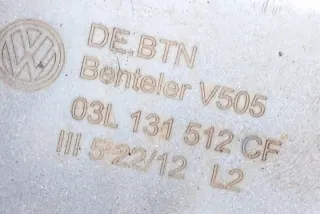 DE.BTN
Benteler V505
03L 131 512 CF
III 5 22/12 L2